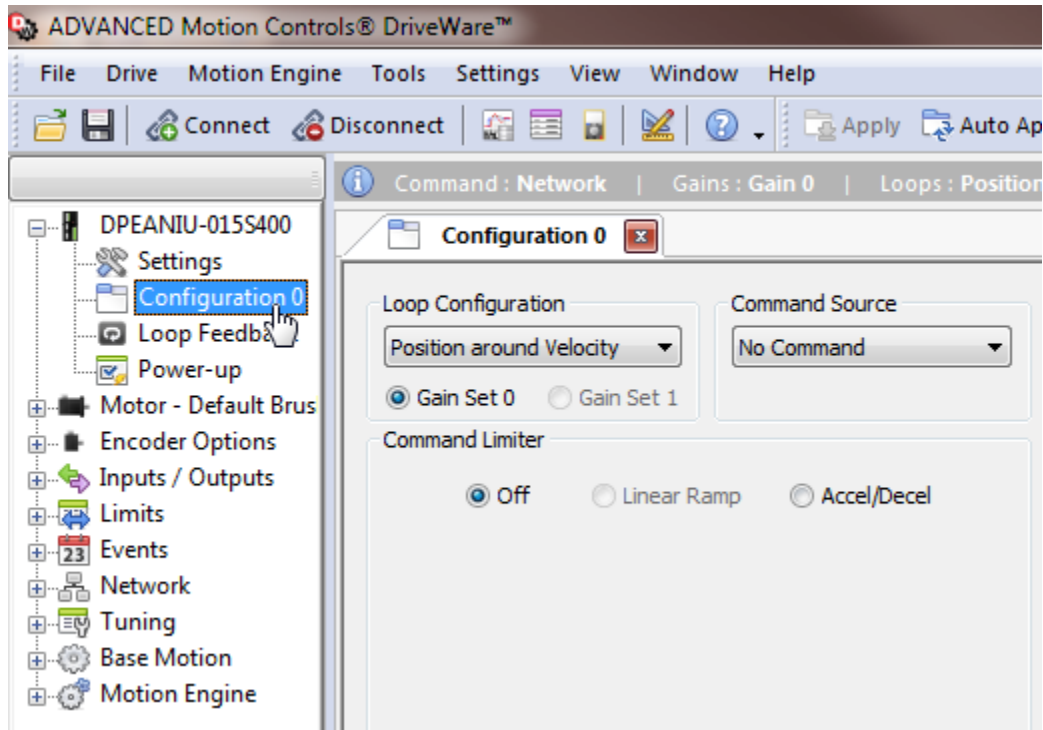 ADVANCED Motion Controls® DriveWare™
File Drive Motion Engine Tools Settings View Window Help
Connect Disconnect Apply Auto Ap
Command : Network | Gains : Gain 0 | Loops : Position
DPEANIU-015S400
Settings
Configuration 0
Loop Feedba
Power-up
Motor - Default Brus
Encoder Options
Inputs / Outputs
Limits
23 Events
Network
Tuning
Base Motion
Motion Engine
Configuration 0
Loop Configuration
Position around Velocity
Gain Set 0 Gain Set 1
Command Source
No Command
Command Limiter
Off Linear Ramp Accel/Decel